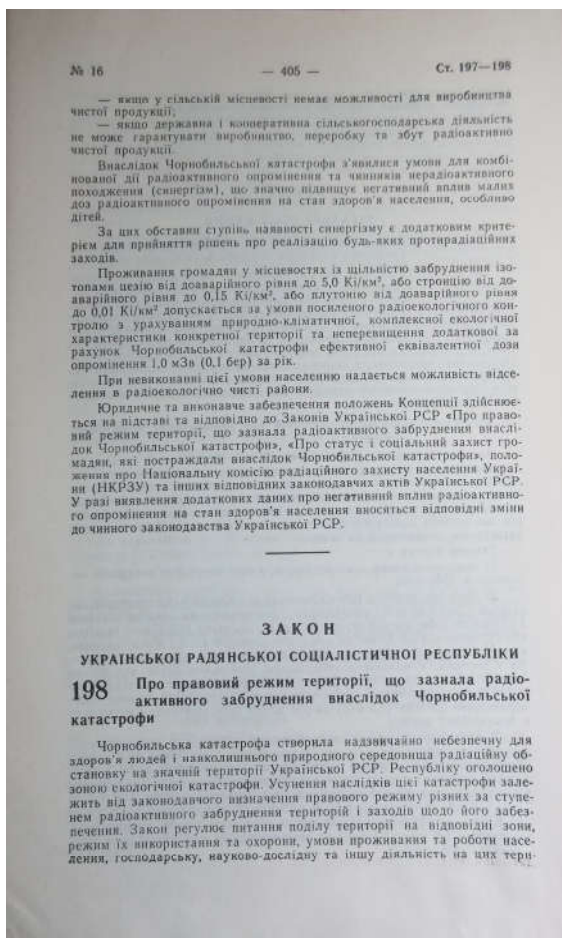 № 16 — 405 — Ст. 197—198
— якщо у сільській місцевості немає можливості для виробництва
чистої продукції;
— якщо державна і кооперативна сільськогосподарська діяльність
не може гарантувати виробництво, переробку та збут радіоактивно
чистої продукції.
Внаслідок Чорнобильської катастрофи з'явилися умови для комбі-
нованої дії радіоактивного опромінення та чинників нерадіоактивного
походження (синергізм), що значно підвищує негативний вплив малих
доз радіоактивного опромінення на стан здоров'я населення, особливо
дітей.
За цих обставин ступінь наявності синергізму є додатковим крите-
рієм для прийняття рішень про реалізацію будь-яких протирадіаційних
заходів.
Проживання громадян у місцевостях із щільністю забруднення ізо-
топами цезію від доаварійного рівня до 5,0 Кі/км², або стронцію від до-
аварійного рівня до 0,15 Кі/км², або плутонію від доаварійного рівня
до 0,01 Кі/км² допускається за умови посиленого радіоекологічного кон-
тролю з урахуванням природно-кліматичної, комплексної екологічної
характеристики конкретної території та неперевищення додаткової за
рахунок Чорнобильської катастрофи ефективної еквівалентної дози
опромінення 1,0 мЗв (0,1 бер) за рік.
При невиконанні цієї умови населенню надається можливість відсе-
лення в радіоекологічно чисті райони.
Юридичне та виконавче забезпечення положень Концепції здійсню-
ється на підставі та відповідно до Законів Української РСР «Про право-
вий режим території, що зазнала радіоактивного забруднення внаслі-
док Чорнобильської катастрофи», «Про статус і соціальний захист гро-
мадян, які постраждали внаслідок Чорнобильської катастрофи», поло-
ження про Національну комісію радіаційного захисту населення Украї-
ни (НКРЗУ) та інших відповідних законодавчих актів Української РСР.
У разі виявлення додаткових даних про негативний вплив радіоактивно-
го опромінення на стан здоров'я населення вносяться відповідні зміни
до чинного законодавства Української РСР.
ЗАКОН
УКРАЇНСЬКОЇ РАДЯНСЬКОЇ СОЦІАЛІСТИЧНОЇ РЕСПУБЛІКИ
198 Про правовий режим території, що зазнала радіо-
активного забруднення внаслідок Чорнобильської
катастрофи
Чорнобильська катастрофа створила надзвичайно небезпечну для
здоров'я людей і навколишнього природного середовища радіаційну об-
становку на значній території Української РСР. Республіку оголошено
зоною екологічної катастрофи. Усунення наслідків цієї катастрофи зале-
жить від законодавчого визначення правового режиму різних за ступе-
нем радіоактивного забруднення територій і заходів щодо його забез-
печення. Закон регулює питання поділу території на відповідні зони,
режим їх використання та охорони, умови проживання та роботи насе-
лення, господарську, науково-дослідну та іншу діяльність на цих тери-